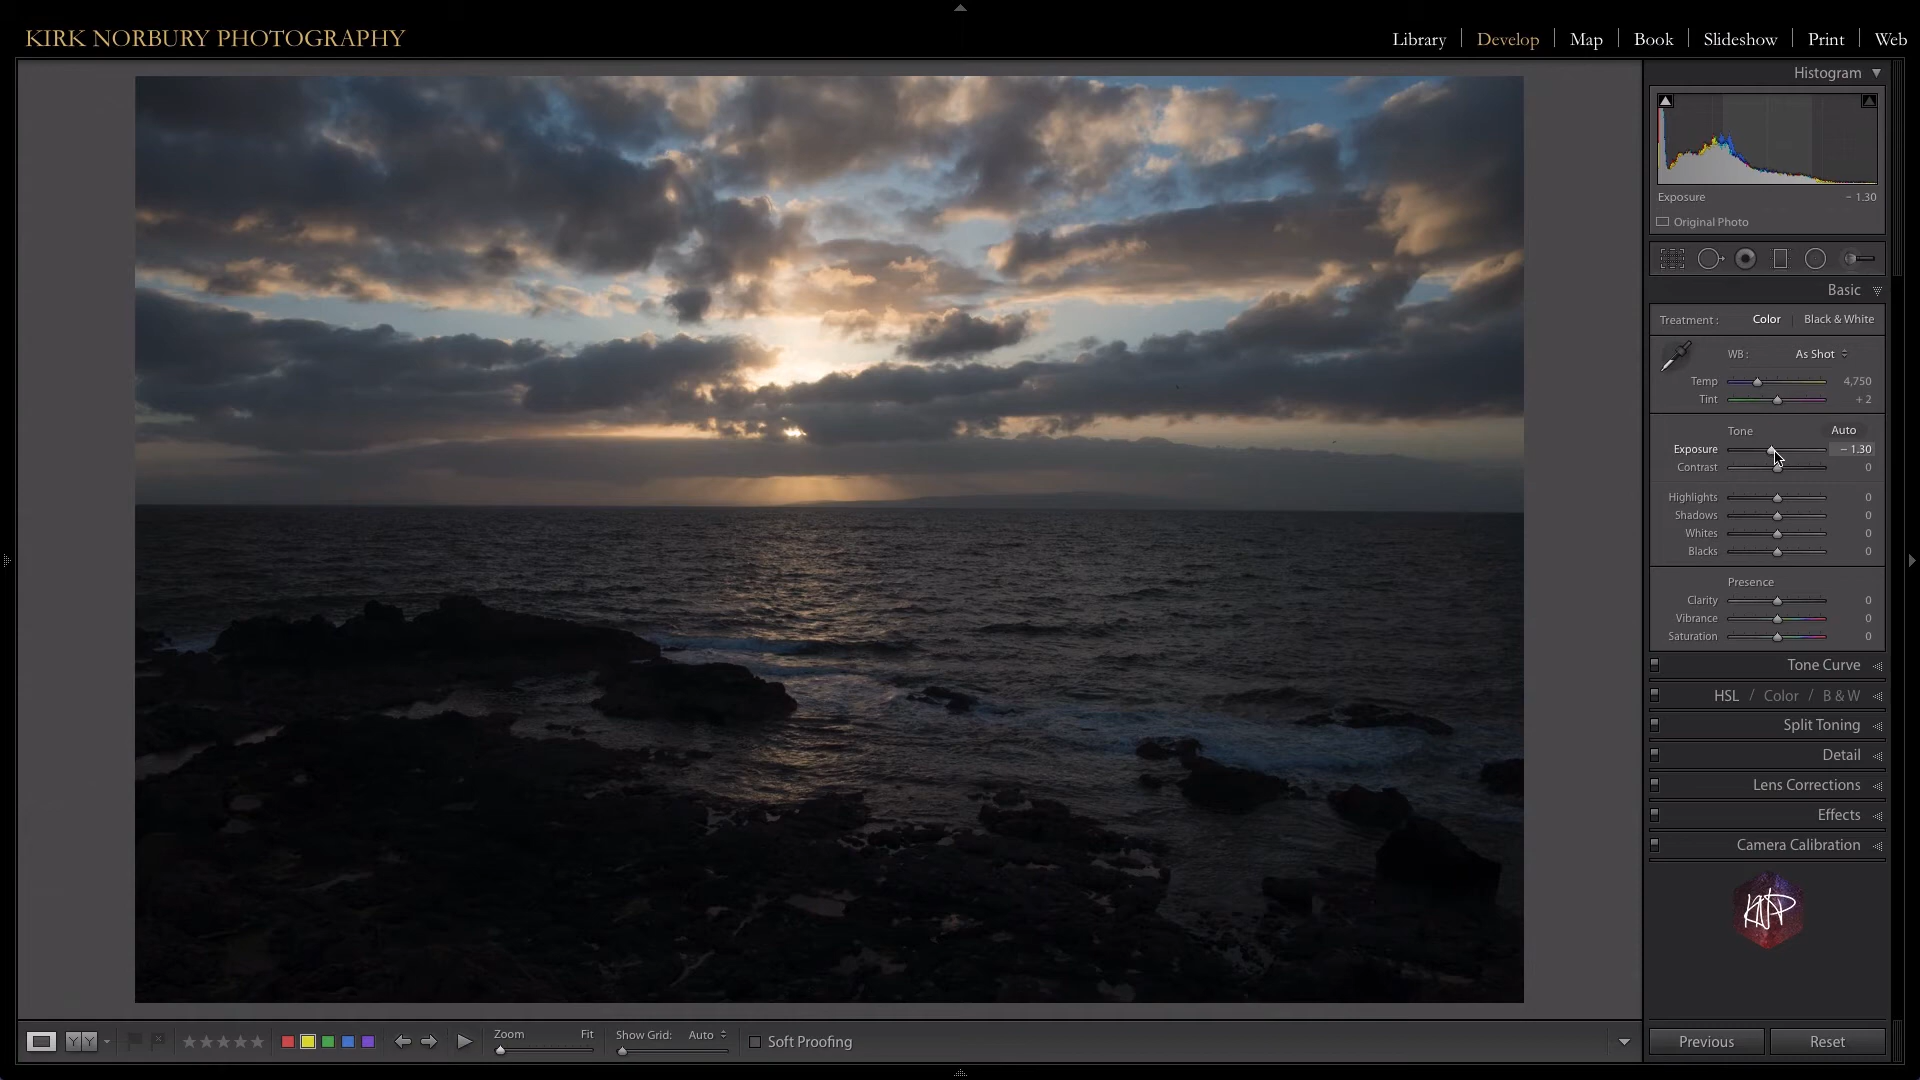 KIRK NORBURY PHOTOGRAPHY
Library Develop Map Book Slideshow Print Web
Histogram
Exposure − 1.30
Original Photo
Basic
Treatment : Color Black & White
WB : As Shot
Temp 4,750
Tint + 2
Tone Auto
Exposure − 1.30
Contrast 0
Highlights 0
Shadows 0
Whites 0
Blacks 0
Presence
Clarity 0
Vibrance 0
Saturation 0
Tone Curve
HSL / Color / B & W
Split Toning
Detail
Lens Corrections
Effects
Camera Calibration
YY Zoom Fit Show Grid: Auto Soft Proofing
Previous Reset